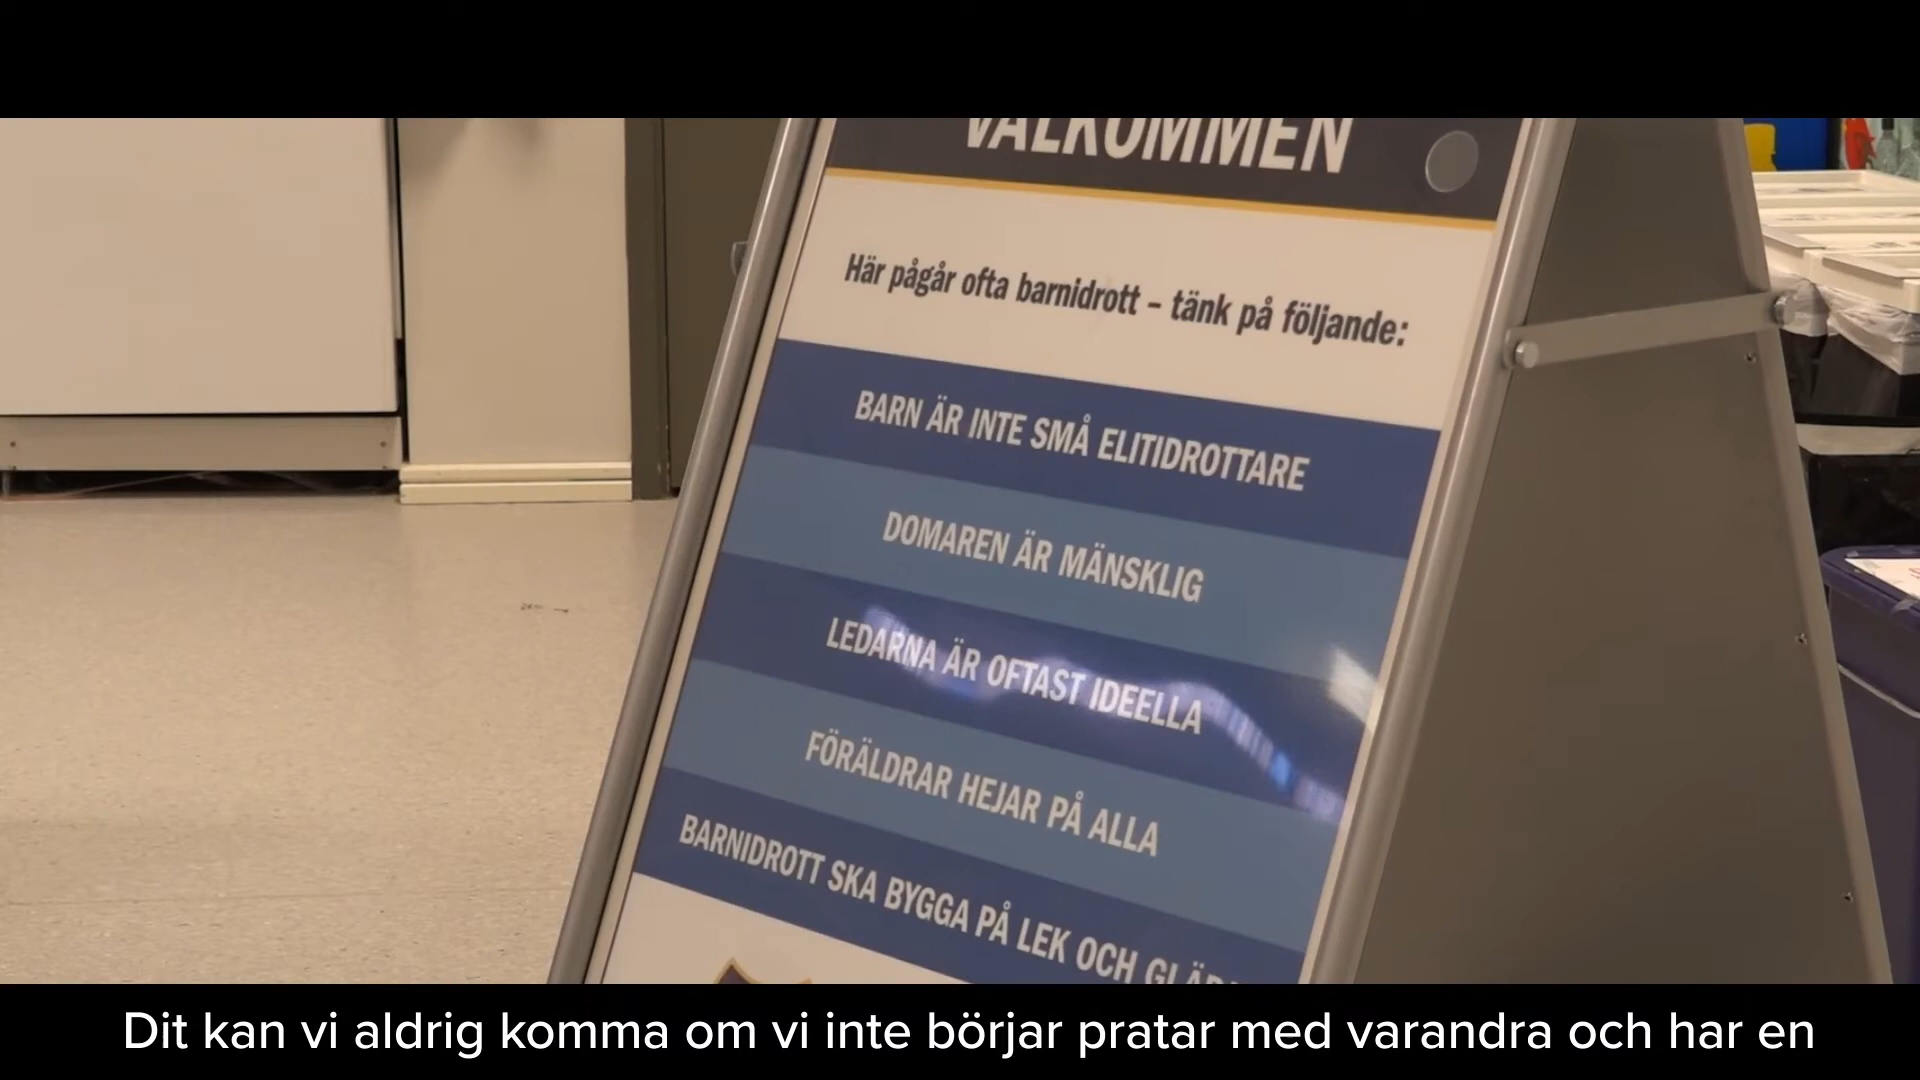 VÄLKOMMEN
Här pågår ofta barnidrott – tänk på följande:
BARN ÄR INTE SMÅ ELITIDROTTARE
DOMAREN ÄR MÄNSKLIG
LEDARNA ÄR OFTAST IDEELLA
FÖRÄLDRAR HEJAR PÅ ALLA
BARNIDROTT SKA BYGGA PÅ LEK OCH
Dit kan vi aldrig komma om vi inte börjar pratar med varandra och har en